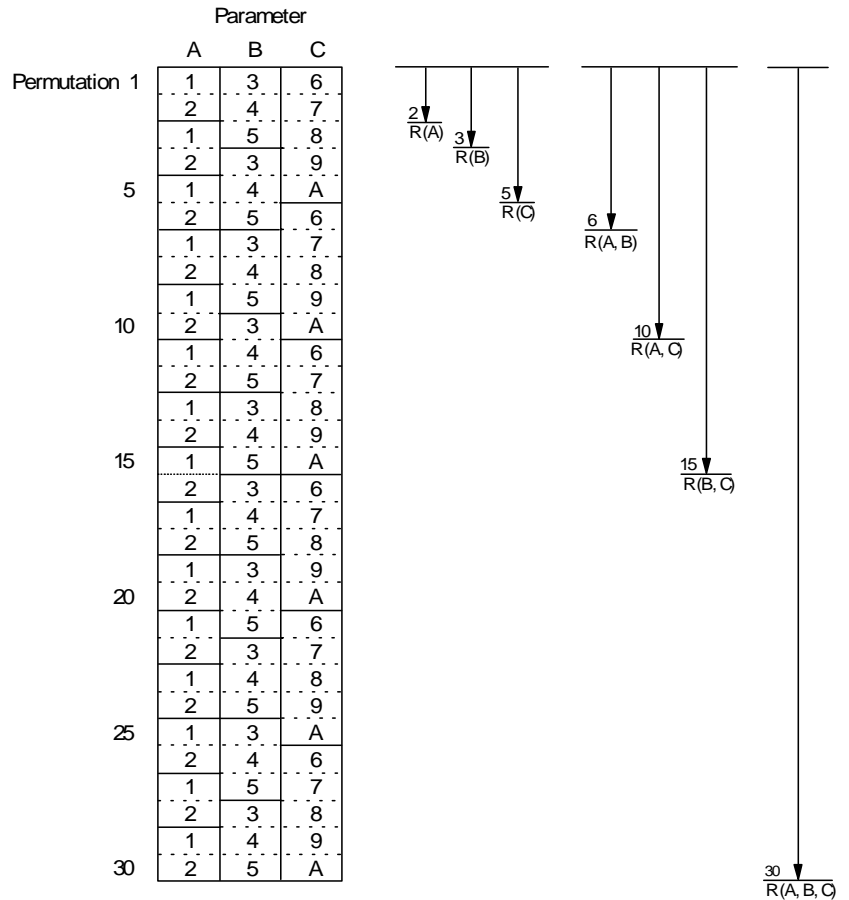 Parameter
A B C
Permutation 1 1 3 6
2 4 7
1 5 8
2 3 9
5 1 4 A
2 5 6
1 3 7
2 4 8
1 5 9
10 2 3 A
1 4 6
2 5 7
1 3 8
2 4 9
15 1 5 A
2 3 6
1 4 7
2 5 8
1 3 9
20 2 4 A
1 5 6
2 3 7
1 4 8
2 5 9
25 1 3 A
2 4 6
1 5 7
2 3 8
1 4 9
30 2 5 A
2
R(A)
3
R(B)
5
R(C)
6
R(A, B)
10
R(A, C)
15
R(B, C)
30
R(A, B, C)